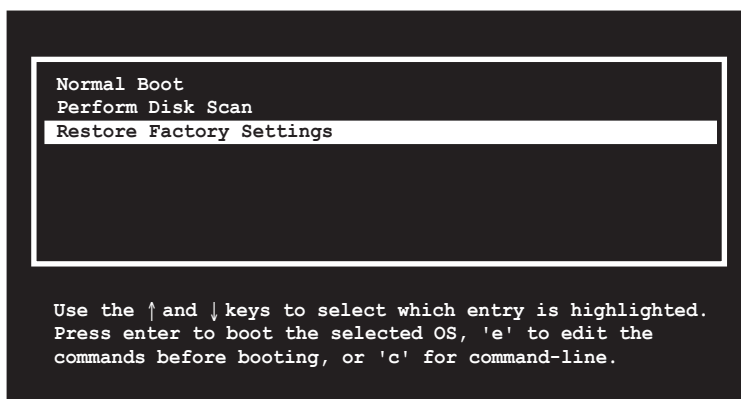 Normal Boot
Perform Disk Scan
Restore Factory Settings
Use the ↑ and ↓ keys to select which entry is highlighted.
Press enter to boot the selected OS, 'e' to edit the
commands before booting, or 'c' for command-line.